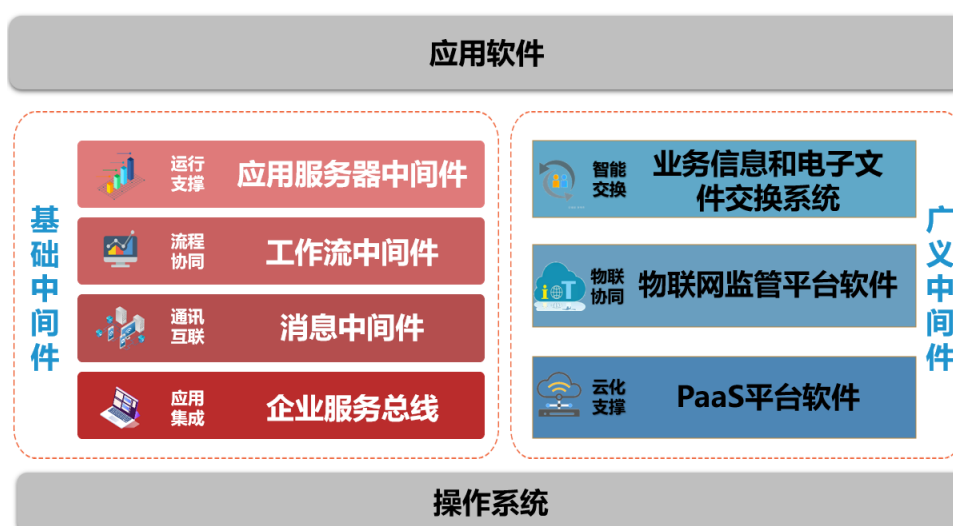 应用软件
基础中间件
运行
支撑
应用服务器中间件
流程
协同
工作流中间件
通讯
互联
消息中间件
应用
集成
企业服务总线
智能
交换
业务信息和电子文
件交换系统
iOT
物联
协同
物联网监管平台软件
云化
支撑
PaaS平台软件
广义中间件
操作系统